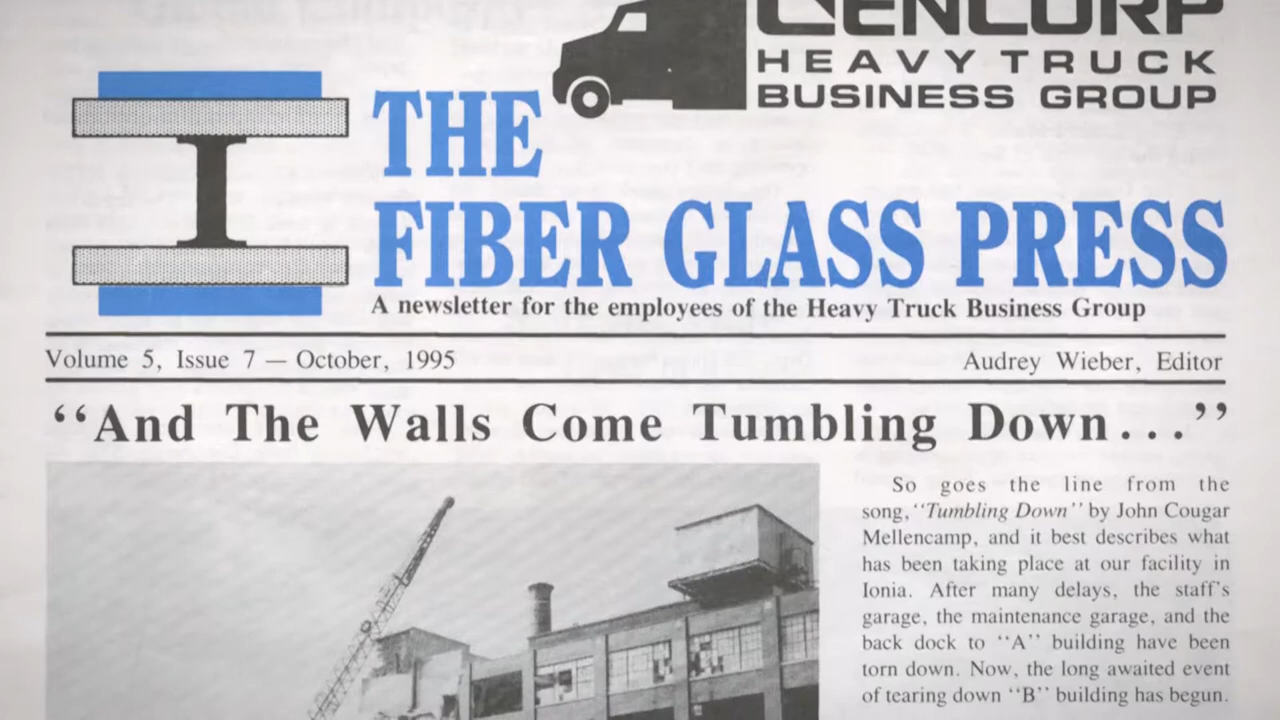 GENCORP
HEAVY TRUCK
BUSINESS GROUP
THE
FIBER GLASS PRESS
A newsletter for the employees of the Heavy Truck Business Group
Volume 5, Issue 7 — October, 1995
Audrey Wieber, Editor
“And The Walls Come Tumbling Down....”
So goes the line from the
song, “Tumbling Down” by John Cougar
Mellencamp, and it best describes what
has been taking place at our facility in
Ionia. After many delays, the staff's
garage, the maintenance garage, and the
back dock to “A” building have been
torn down. Now, the long awaited event
of tearing down “B” building has begun.